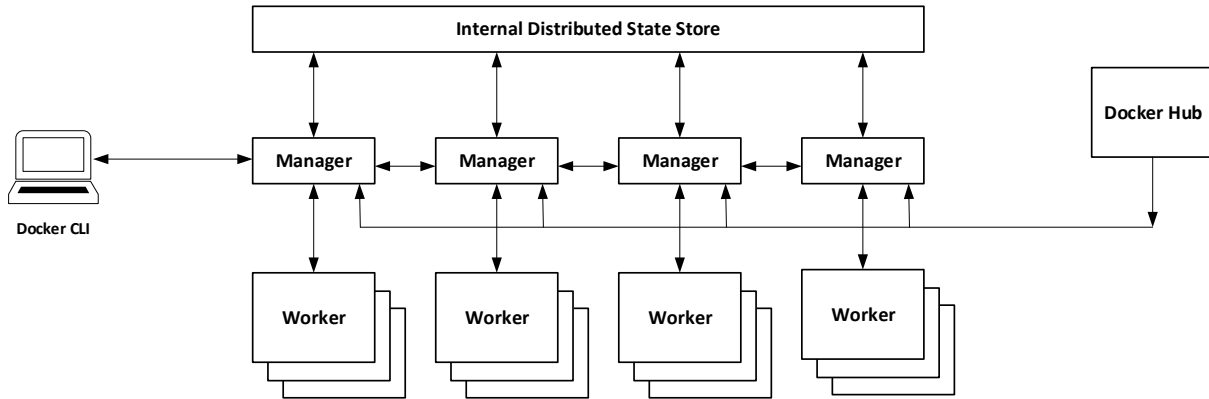 Internal Distributed State Store
Docker Hub
Manager
Manager
Manager
Manager
Docker CLI
Worker
Worker
Worker
Worker